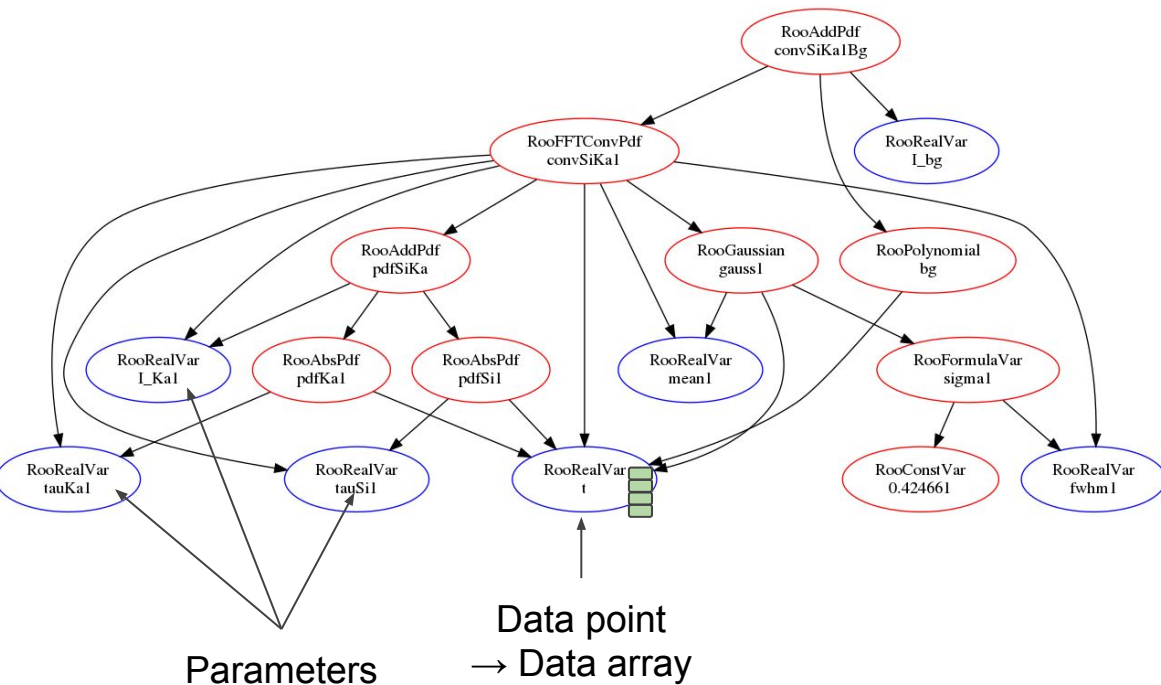 RooAddPdf
convSiKa1Bg
RooFFTConvPdf
convSiKa1
RooRealVar
I_bg
RooAddPdf
pdfSiKa
RooGaussian
gauss1
RooPolynomial
bg
RooRealVar
I_Ka1
RooAbsPdf
pdfKa1
RooAbsPdf
pdfSi1
RooRealVar
mean1
RooFormulaVar
sigma1
RooRealVar
tauKa1
RooRealVar
tauSi1
RooRealVar
t
RooConstVar
0.424661
RooRealVar
fwhm1
Parameters
Data point
→ Data array